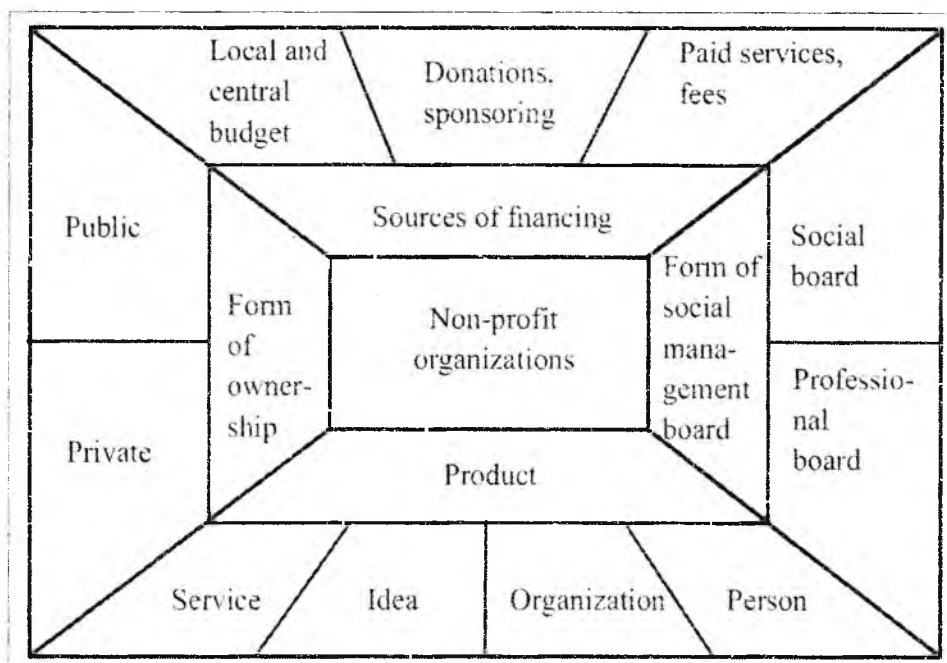 Local and
central
budget
Donations,
sponsoring
Paid services,
fees
Sources of financing
Public
Private
Form
of
owner-
ship
Non-profit
organizations
Form of
social
mana-
gement
board
Social
board
Professio-
nal
board
Product
Service
Idea
Organization
Person